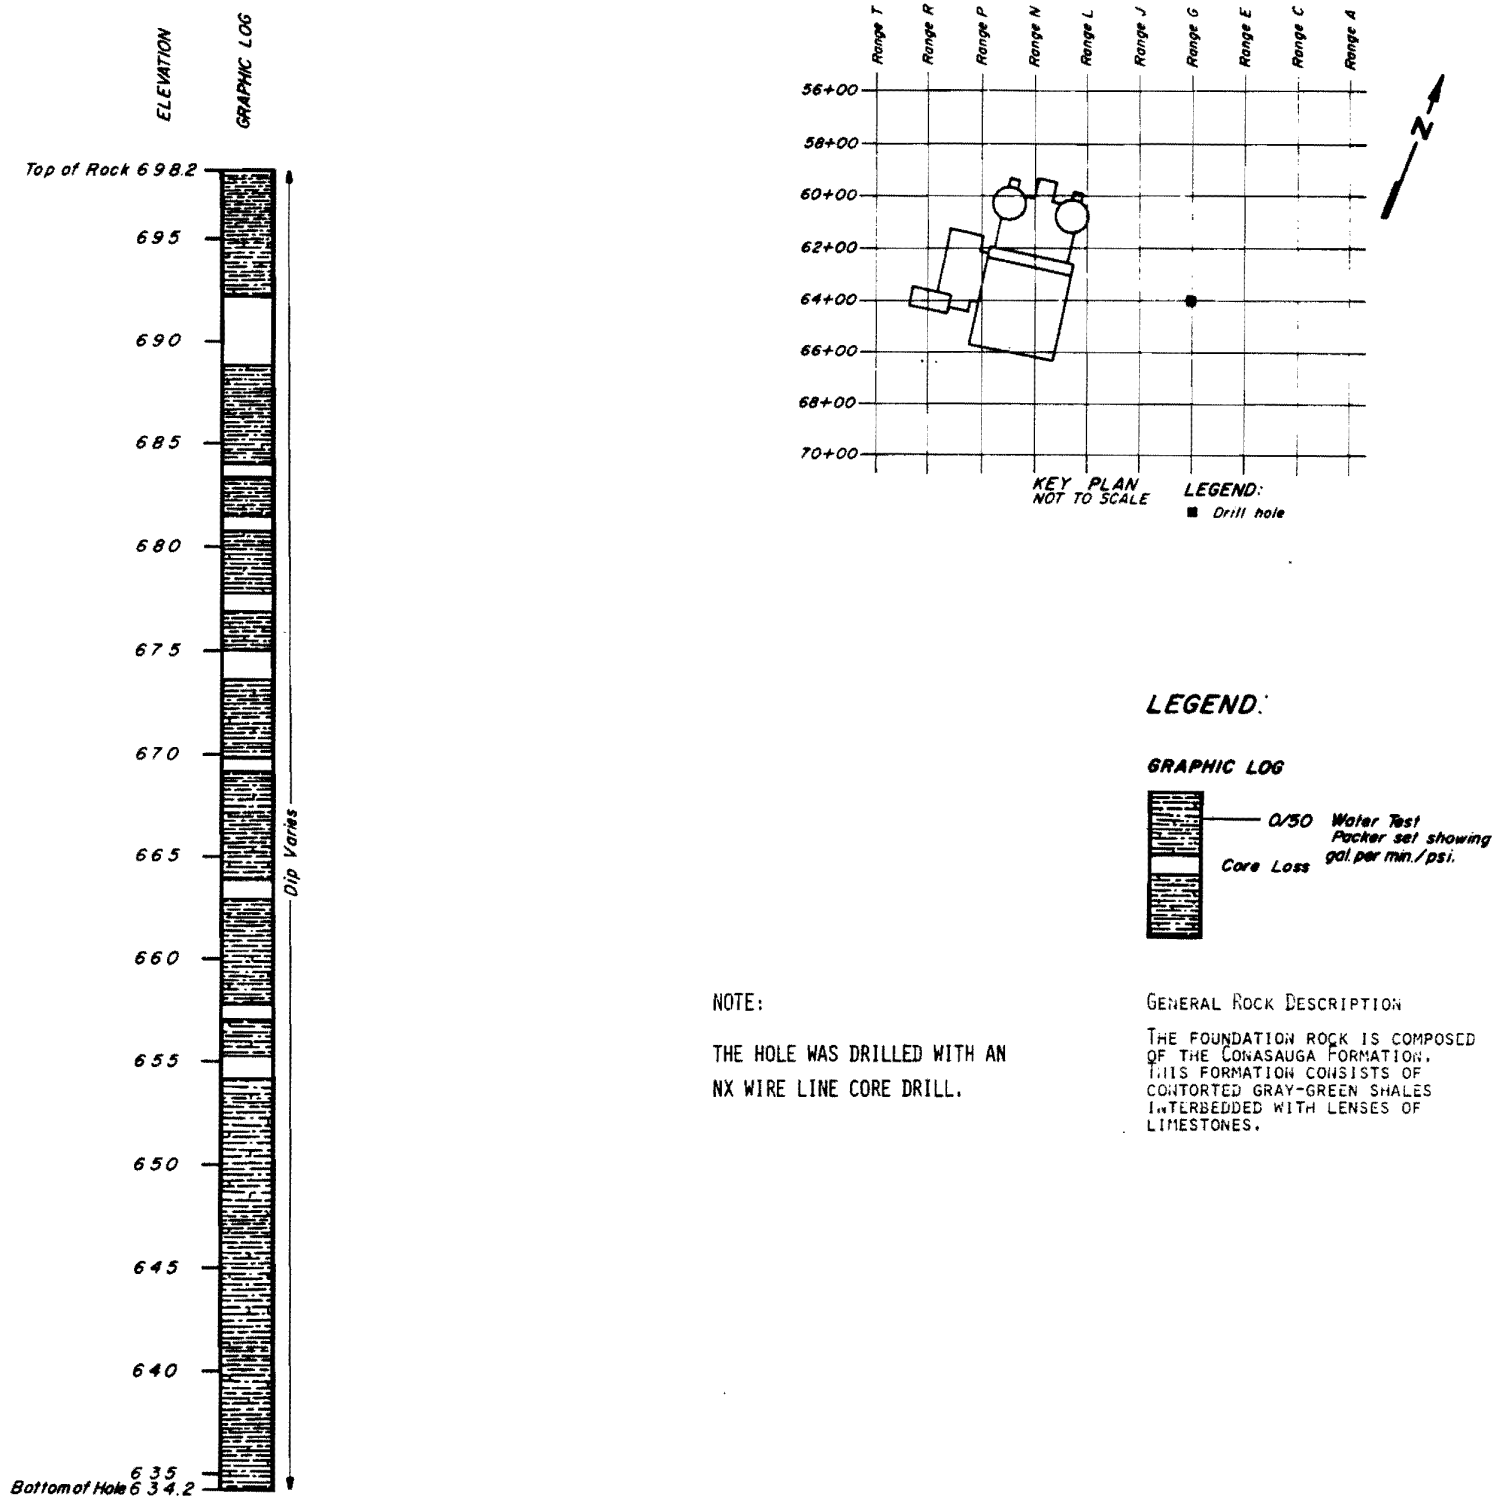 ELEVATION
GRAPHIC LOG
Top of Rock 698.2
695
690
685
680
675
670
665
660
655
650
645
640
635
Bottom of Hole 634.2
Dip Varies
Range T
Range R
Range P
Range N
Range L
Range J
Range G
Range E
Range C
Range A
56+00
58+00
60+00
62+00
64+00
66+00
68+00
70+00
N
KEY PLAN
NOT TO SCALE
LEGEND:
Drill hole
LEGEND:
GRAPHIC LOG
0/50 Water Test
Packer set showing
gal. per min./psi.
Core Loss
NOTE:
THE HOLE WAS DRILLED WITH AN
NX WIRE LINE CORE DRILL.
GENERAL ROCK DESCRIPTION
THE FOUNDATION ROCK IS COMPOSED
OF THE CONASAUGA FORMATION.
THIS FORMATION CONSISTS OF
CONTORTED GRAY-GREEN SHALES
INTERBEDDED WITH LENSES OF
LIMESTONES.